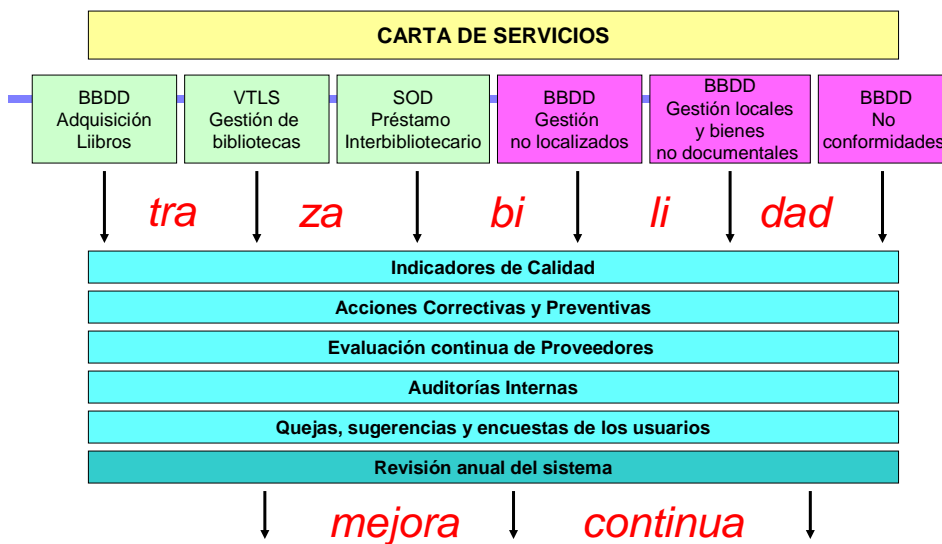 CARTA DE SERVICIOS
BBDD
Adquisición
Liibros
VTLS
Gestión de
bibliotecas
SOD
Préstamo
Interbibliotecario
BBDD
Gestión
no localizados
BBDD
Gestión locales
y bienes
no documentales
BBDD
No
conformidades
tra za bi li dad
Indicadores de Calidad
Acciones Correctivas y Preventivas
Evaluación continua de Proveedores
Auditorías Internas
Quejas, sugerencias y encuestas de los usuarios
Revisión anual del sistema
mejora continua